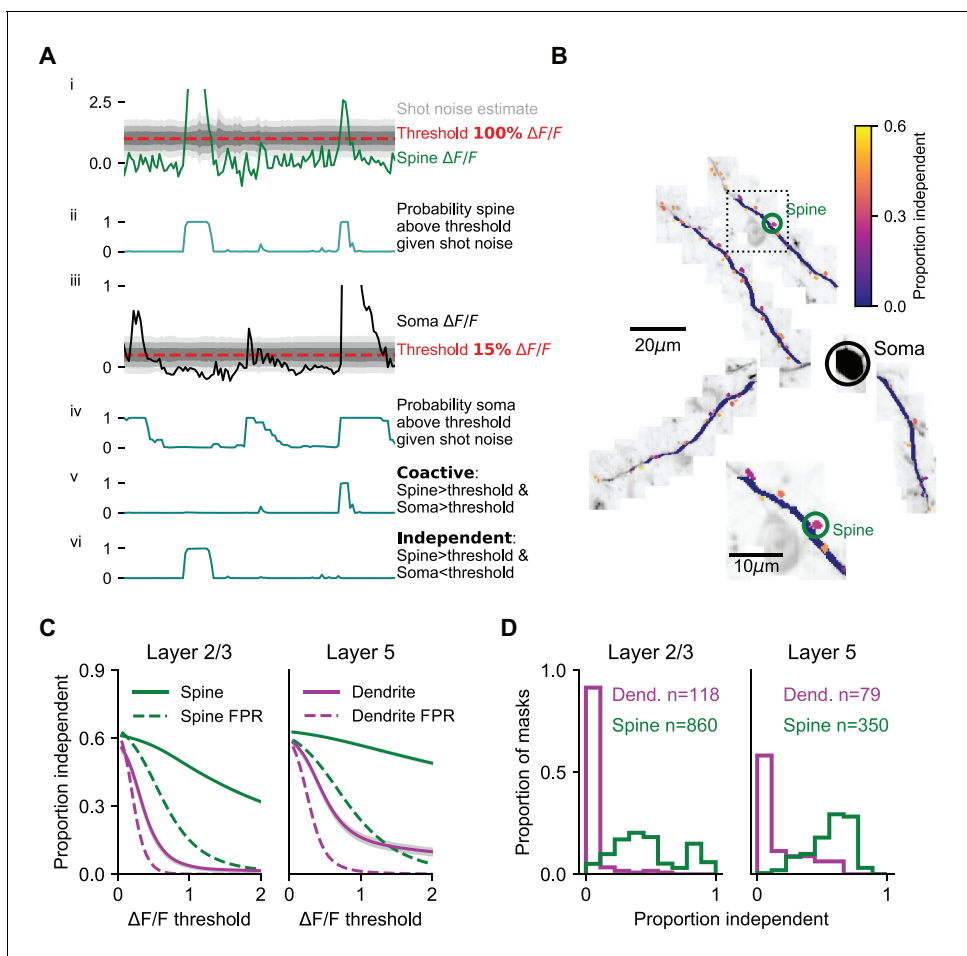 A
i
2.5
0.0
Shot noise estimate
Threshold 100% ΔF/F
Spine ΔF/F
ii
1
0
Probability spine
above threshold
given shot noise
iii
1
0
Soma ΔF/F
Threshold 15% ΔF/F
iv
1
0
Probability soma
above threshold
given shot noise
v
1
0
Coactive:
Spine>threshold &
Soma>threshold
vi
1
0
Independent:
Spine>threshold &
Soma<threshold
B
Spine
0.6
0.3
0.0
Proportion independent
20μm
Soma
Spine
10μm
C
Layer 2/3
Layer 5
0.9
0.6
0.3
0.0
Proportion independent
Spine
Spine FPR
Dendrite
Dendrite FPR
0 1 2
0 1 2
ΔF/F threshold
ΔF/F threshold
D
Layer 2/3
Layer 5
1.0
0.5
0.0
Proportion of masks
Dend. n=118
Spine n=860
Dend. n=79
Spine n=350
0 1
0 1
Proportion independent